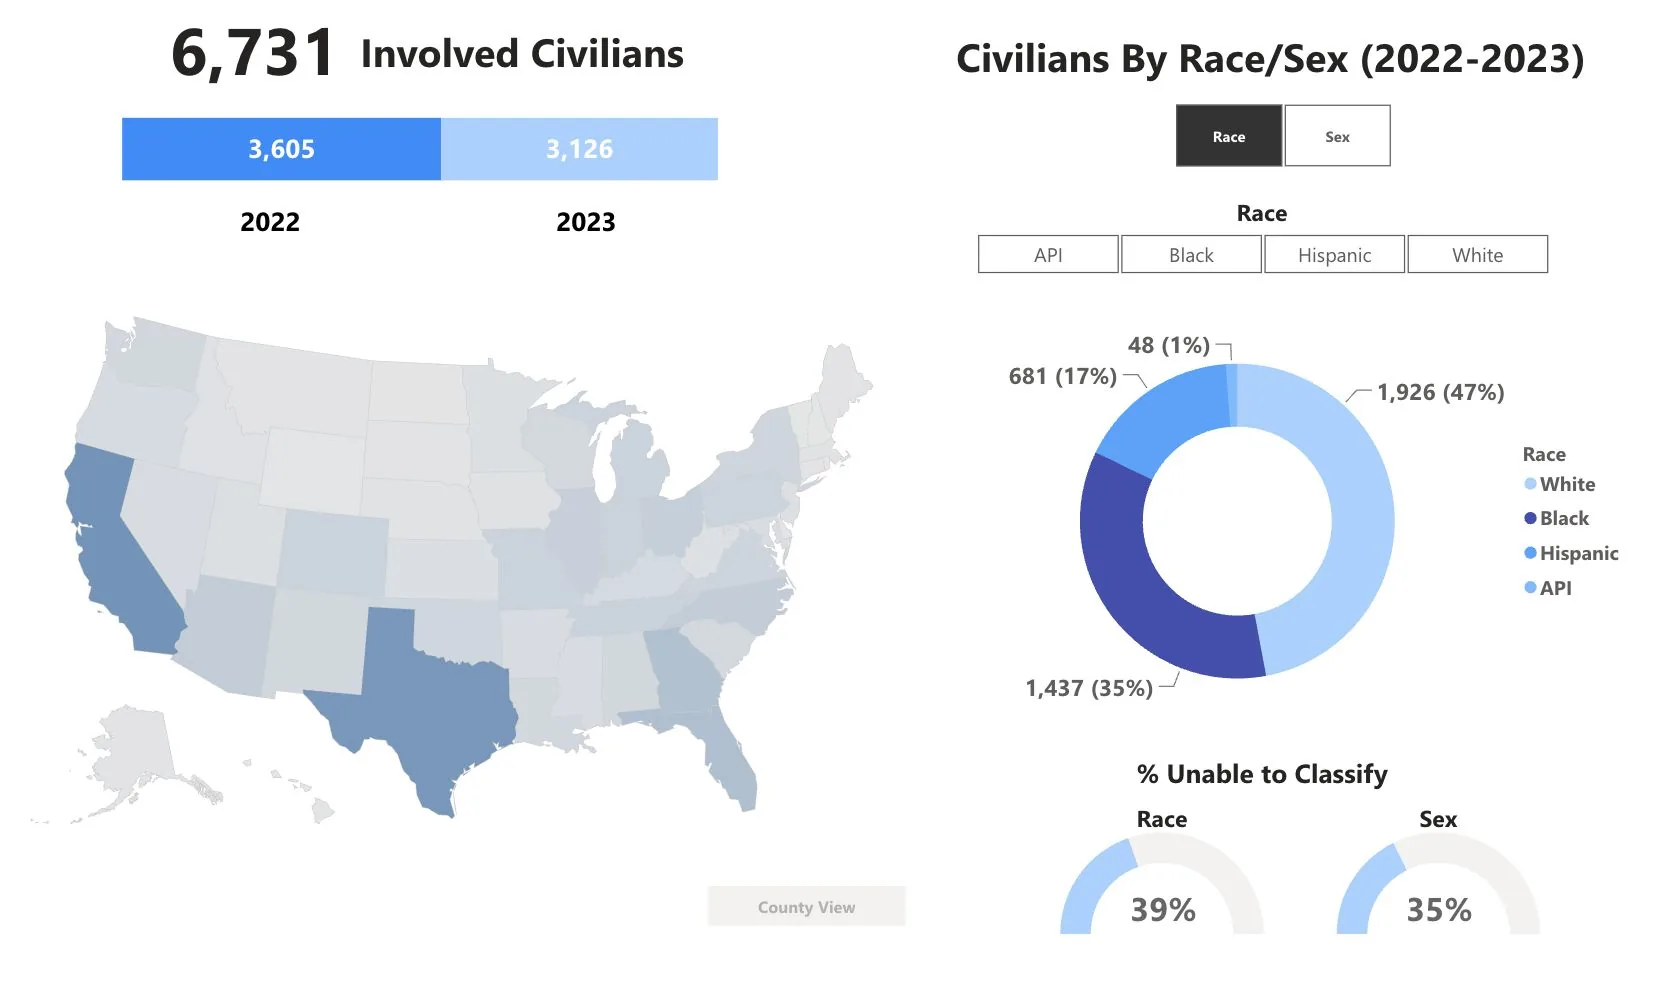 6,731 Involved Civilians
3,605
3,126
2022
2023
County View
Civilians By Race/Sex (2022-2023)
Race
Sex
Race
API
Black
Hispanic
White
48 (1%)
681 (17%)
1,926 (47%)
1,437 (35%)
Race
White
Black
Hispanic
API
% Unable to Classify
Race
Sex
39%
35%